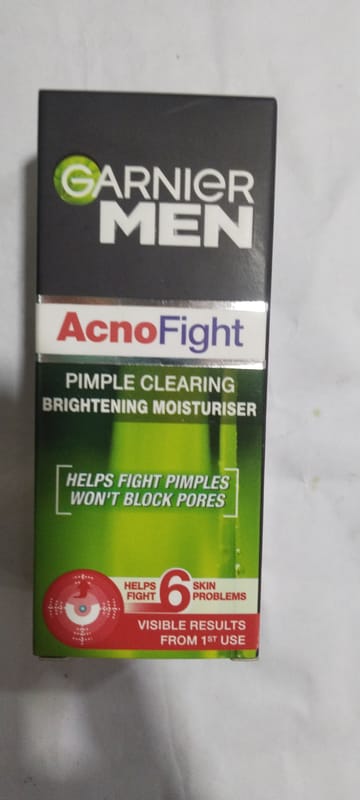 GARNIER
MEN
AcnoFight
PIMPLE CLEARING
BRIGHTENING MOISTURISER
HELPS FIGHT PIMPLES
WON'T BLOCK PORES
HELPS FIGHT 6 SKIN PROBLEMS
VISIBLE RESULTS
FROM 1ST USE